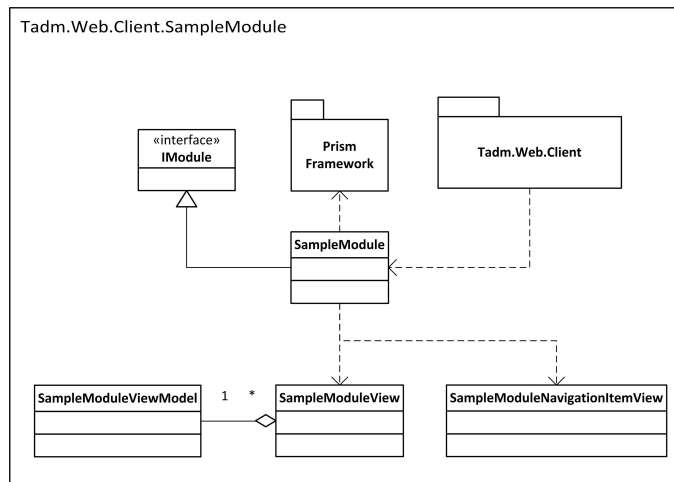 Tadm.Web.Client.SampleModule
«interface»
IModule
Prism
Framework
Tadm.Web.Client
SampleModule
SampleModuleViewModel
1
*
SampleModuleView
SampleModuleNavigationItemView